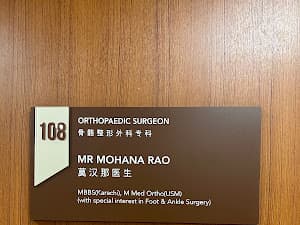 108
ORTHOPAEDIC SURGEON
骨骼整形外科专科
MR MOHANA RAO
莫汉那医生
MBBS(Karachi), M Med Ortho(USM)
(with special interest in Foot & Ankle Surgery)